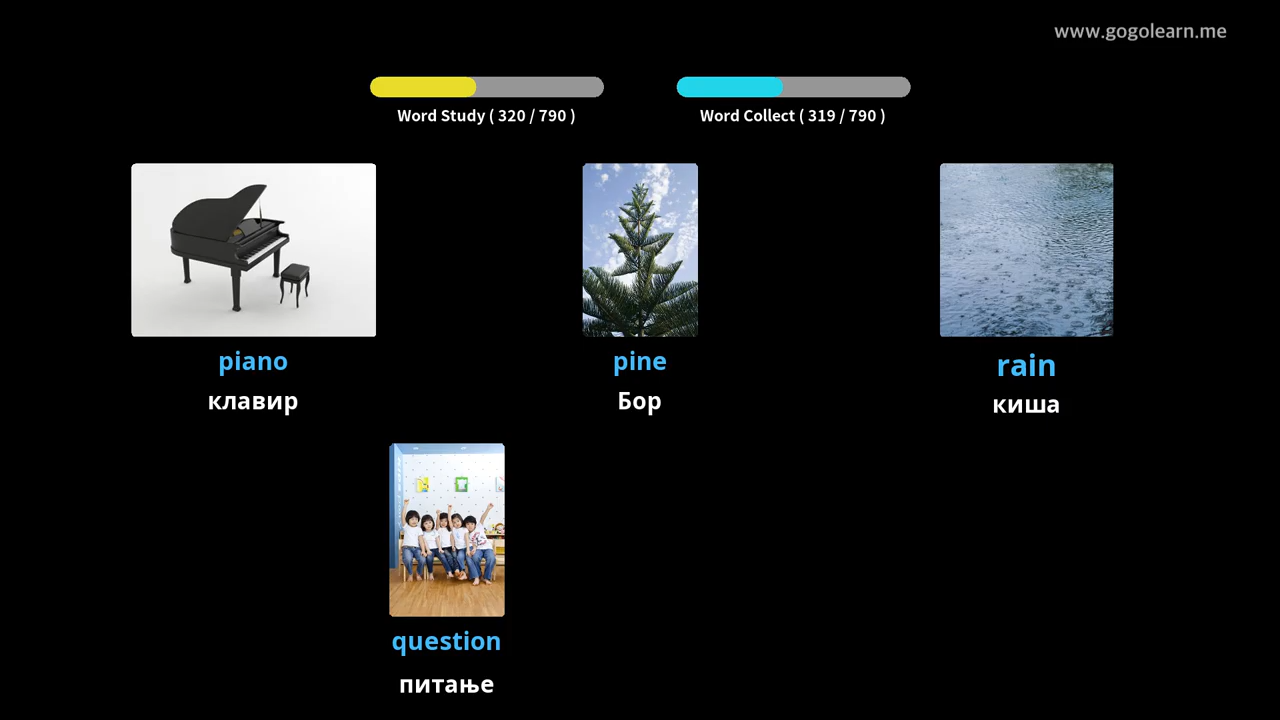 www.gogolearn.me
Word Study ( 320 / 790 )
Word Collect ( 319 / 790 )
piano
клавир
pine
Бор
rain
киша
question
питање